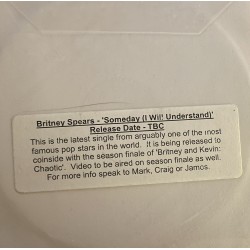 Britney Spears - 'Someday (I Will Understand)'
Release Date - TBC
This is the latest single from arguably one of the most
famous pop stars in the world. It is being released to
coinside with the season finale of 'Britney and Kevin:
Chaotic'. Video to be aired on season finale as well.
For more info speak to Mark, Craig or Jamos.